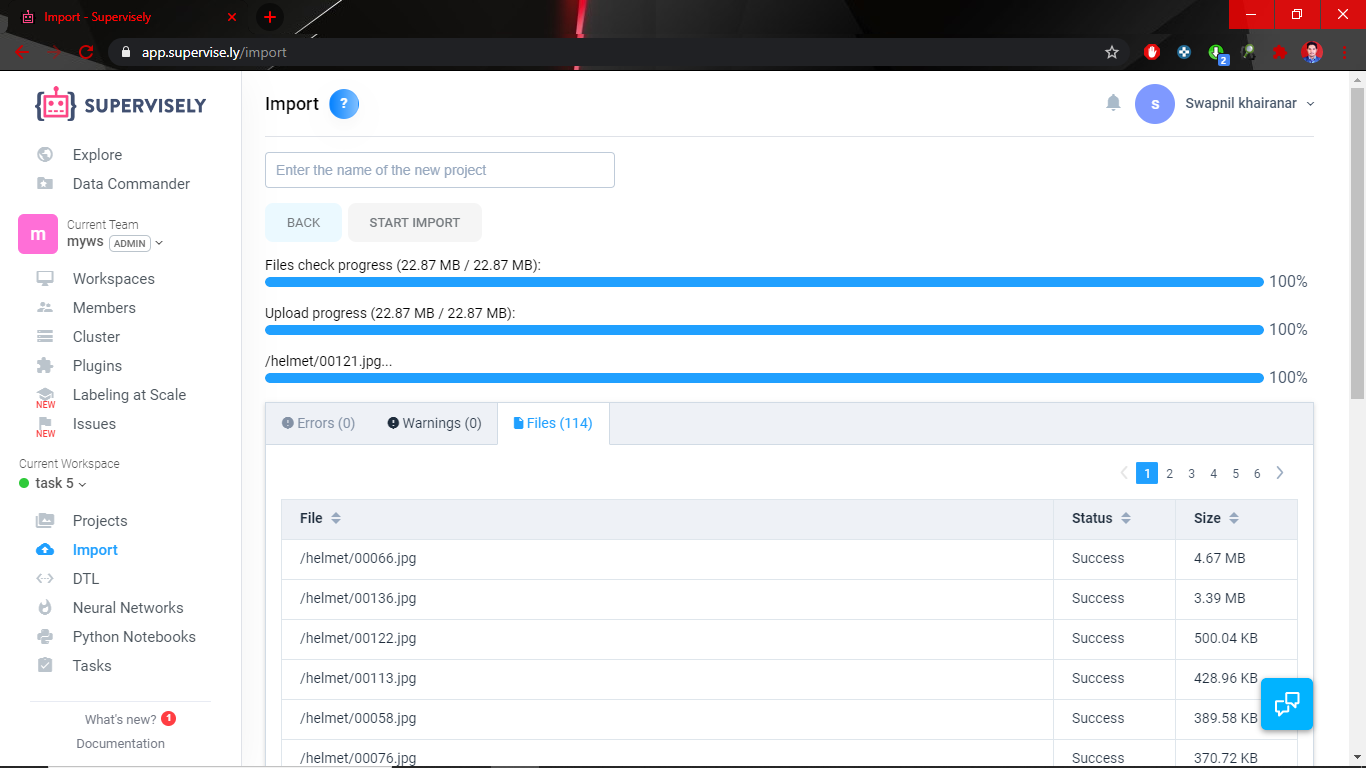 Import - Supervisely
app.supervise.ly/import
2
SUPERVISELY
Explore
Data Commander
m
Current Team
myws ADMIN
Workspaces
Members
Cluster
Plugins
Labeling at Scale
NEW
Issues
NEW
Current Workspace
task 5
Projects
Import
DTL
Neural Networks
Python Notebooks
Tasks
What's new? 1
Documentation
Import ?
s Swapnil khairanar
Enter the name of the new project
BACK START IMPORT
Files check progress (22.87 MB / 22.87 MB):
100%
Upload progress (22.87 MB / 22.87 MB):
100%
/helmet/00121.jpg...
100%
Errors (0) Warnings (0) Files (114)
1 2 3 4 5 6
File Status Size
/helmet/00066.jpg Success 4.67 MB
/helmet/00136.jpg Success 3.39 MB
/helmet/00122.jpg Success 500.04 KB
/helmet/00113.jpg Success 428.96 KB
/helmet/00058.jpg Success 389.58 KB
/helmet/00076.jpg Success 370.72 KB